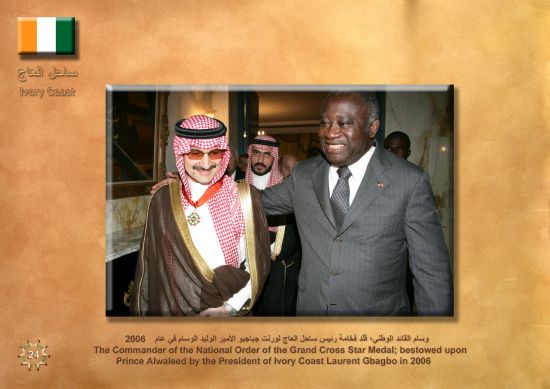 ساحل العاج
Ivory Coast
وسام القائد الوطني؛ قلد فخامة رئيس ساحل العاج لورنت جباجبو الأمير الوليد الوسام في عام 2006
The Commander of the National Order of the Grand Cross Star Medal; bestowed upon
Prince Alwaleed by the President of Ivory Coast Laurent Gbagbo in 2006
24